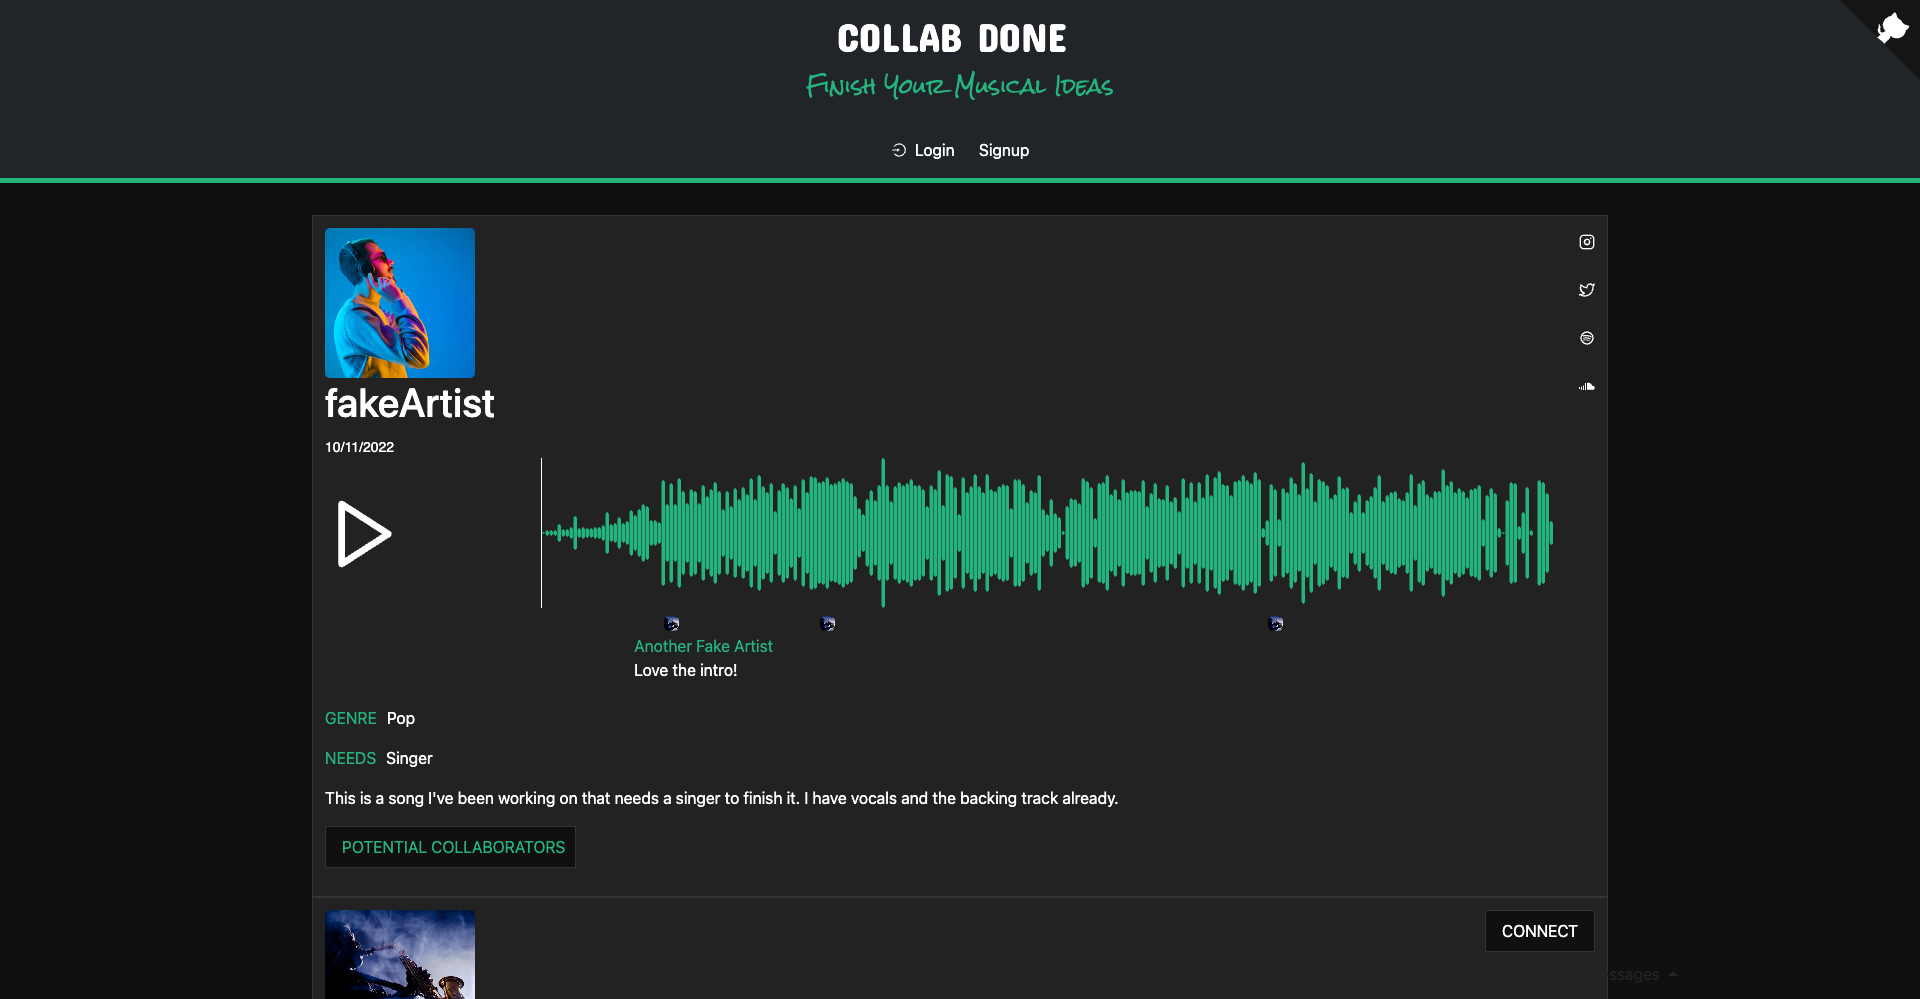 COLLAB DONE
Finish Your Musical Ideas
Login Signup
fakeArtist
10/11/2022
Another Fake Artist
Love the intro!
GENRE Pop
NEEDS Singer
This is a song I've been working on that needs a singer to finish it. I have vocals and the backing track already.
POTENTIAL COLLABORATORS
CONNECT
Messages